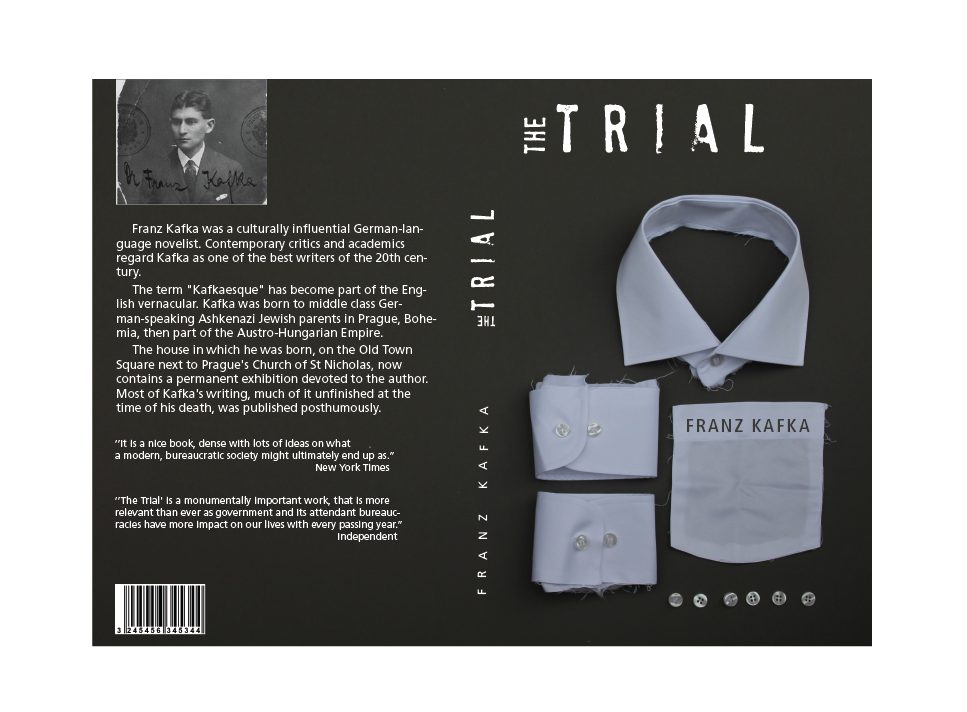 Dr Franz Kafka
Franz Kafka was a culturally influential German-lan-
guage novelist. Contemporary critics and academics
regard Kafka as one of the best writers of the 20th cen-
tury.
The term "Kafkaesque" has become part of the Eng-
lish vernacular. Kafka was born to middle class Ger-
man-speaking Ashkenazi Jewish parents in Prague, Bohe-
mia, then part of the Austro-Hungarian Empire.
The house in which he was born, on the Old Town
Square next to Prague's Church of St Nicholas, now
contains a permanent exhibition devoted to the author.
Most of Kafka's writing, much of it unfinished at the
time of his death, was published posthumously.
‘‘It is a nice book, dense with lots of ideas on what
a modern, bureaucratic society might ultimately end up as.”
New York Times
‘‘'The Trial' is a monumentally important work, that is more
relevant than ever as government and its attendant bureauc-
racies have more impact on our lives with every passing year.”
Independent
3 245456 345344
THE TRIAL
FRANZ KAFKA
THE TRIAL
FRANZ KAFKA